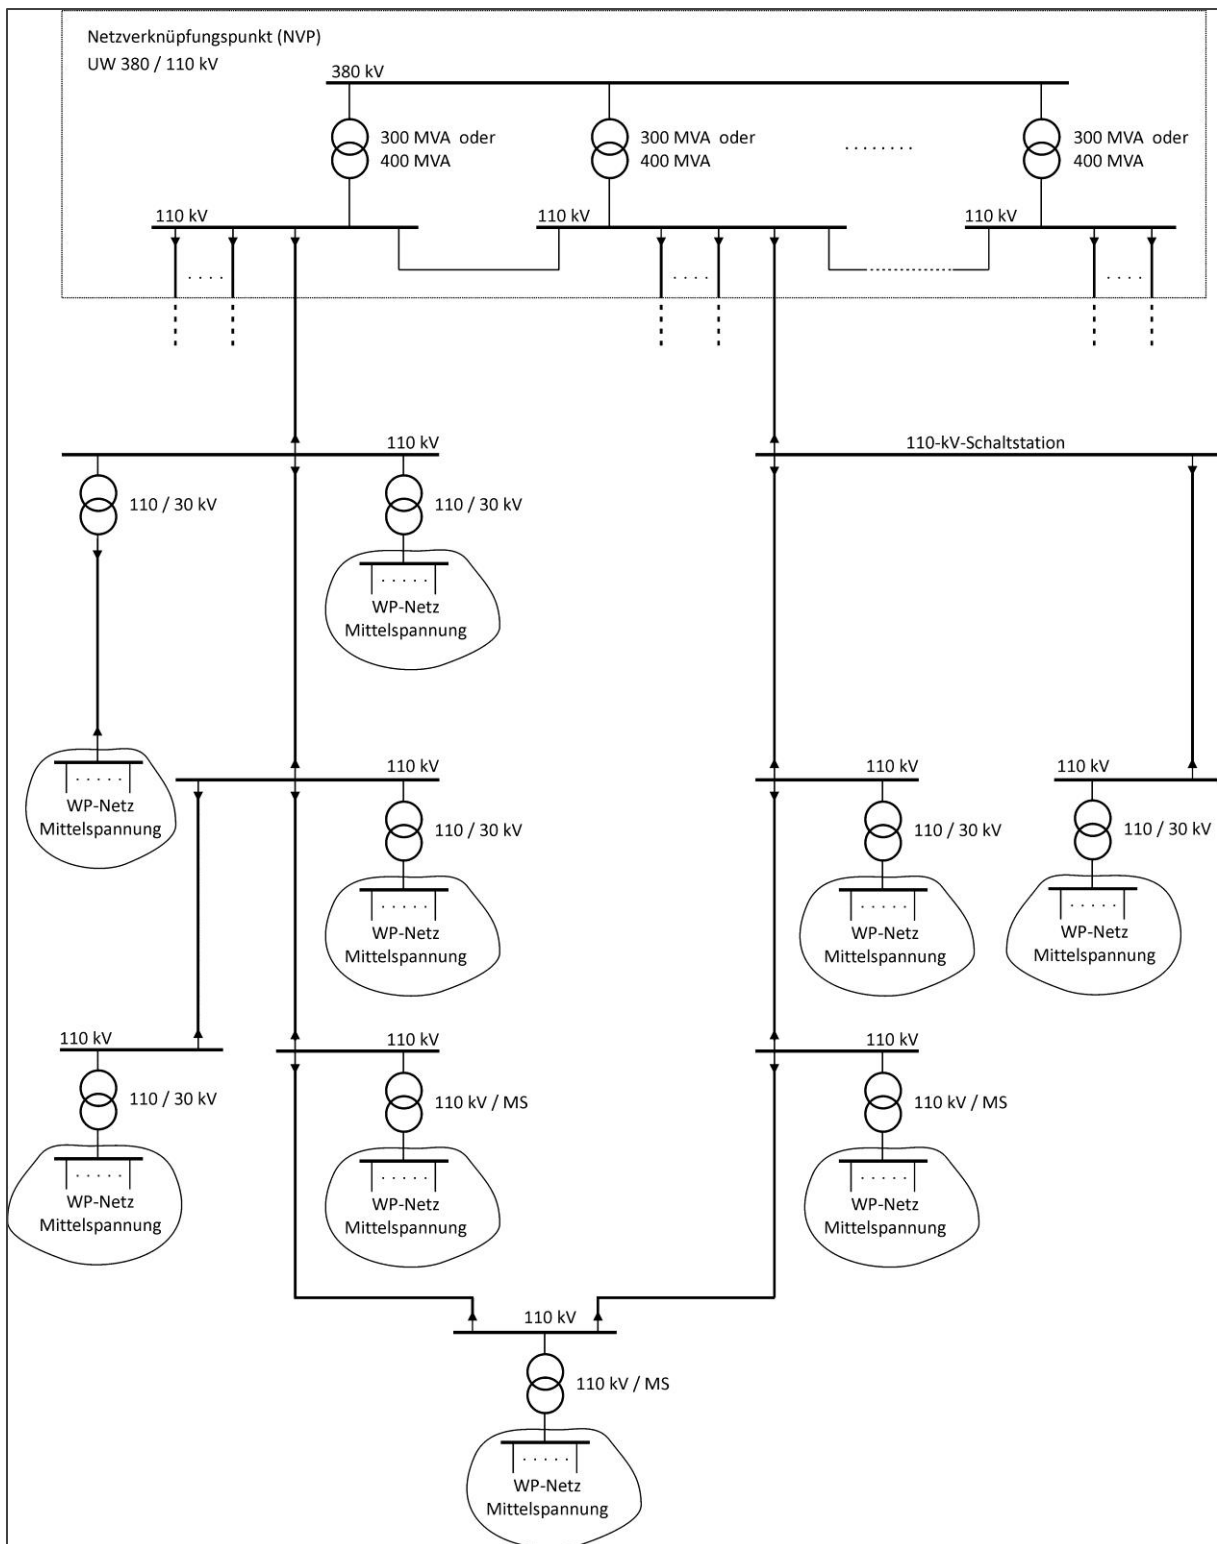 Netzverknüpfungspunkt (NVP)
UW 380 / 110 kV
380 kV
300 MVA oder
400 MVA
300 MVA oder
400 MVA
300 MVA oder
400 MVA
110 kV
110 kV
110 kV
110 kV
110-kV-Schaltstation
110 / 30 kV
110 / 30 kV
WP-Netz
Mittelspannung
WP-Netz
Mittelspannung
110 kV
110 kV
110 kV
110 / 30 kV
110 / 30 kV
110 / 30 kV
WP-Netz
Mittelspannung
WP-Netz
Mittelspannung
WP-Netz
Mittelspannung
110 kV
110 kV
110 kV
110 / 30 kV
110 kV / MS
110 kV / MS
WP-Netz
Mittelspannung
WP-Netz
Mittelspannung
WP-Netz
Mittelspannung
110 kV
110 kV / MS
WP-Netz
Mittelspannung